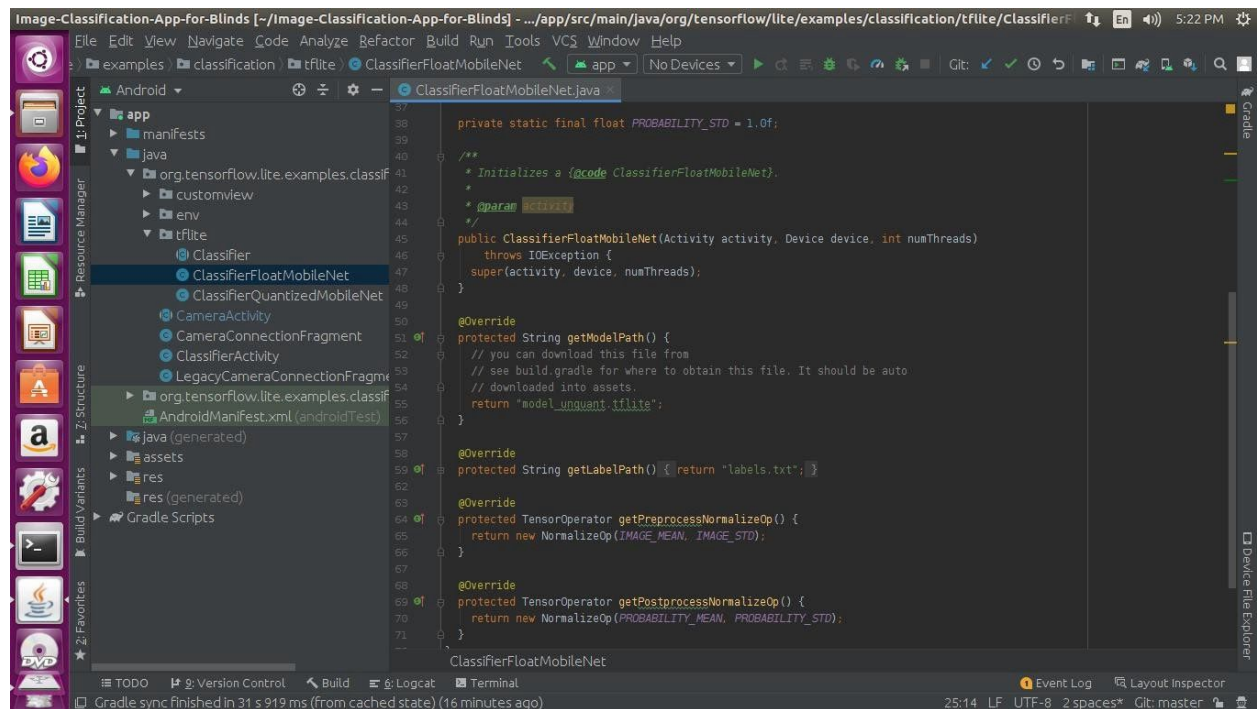 Image-Classification-App-for-Blinds [~/Image-Classification-App-for-Blinds] - .../app/src/main/java/org/tensorflow/lite/examples/classification/tflite/ClassifierF
En
5:22 PM
File Edit View Navigate Code Analyze Refactor Build Run Tools VCS Window Help
examples
classification
tflite
ClassifierFloatMobileNet
app
No Devices
Git:
Android
ClassifierFloatMobileNet.java
1: Project
Resource Manager
Z: Structure
Build Variants
2: Favorites
app
manifests
java
org.tensorflow.lite.examples.classif
customview
env
tflite
Classifier
ClassifierFloatMobileNet
ClassifierQuantizedMobileNet
CameraActivity
CameraConnectionFragment
ClassifierActivity
LegacyCameraConnectionFragme
org.tensorflow.lite.examples.classif
AndroidManifest.xml (androidTest)
java (generated)
assets
res
res (generated)
Gradle Scripts
37
38 private static final float PROBABILITY_STD = 1.0f;
39
40 /**
41 * Initializes a {@code ClassifierFloatMobileNet}.
42 *
43 * @param activity
44 */
45 public ClassifierFloatMobileNet(Activity activity, Device device, int numThreads)
46 throws IOException {
47 super(activity, device, numThreads);
48 }
49
50 @Override
51 protected String getModelPath() {
52 // you can download this file from
53 // see build.gradle for where to obtain this file. It should be auto
54 // downloaded into assets.
55 return "model_unquant.tflite";
56 }
57
58 @Override
59 protected String getLabelPath() { return "labels.txt"; }
62
63 @Override
64 protected TensorOperator getPreprocessNormalizeOp() {
65 return new NormalizeOp(IMAGE_MEAN, IMAGE_STD);
66 }
67
68 @Override
69 protected TensorOperator getPostprocessNormalizeOp() {
70 return new NormalizeOp(PROBABILITY_MEAN, PROBABILITY_STD);
71 }
ClassifierFloatMobileNet
Gradle
Device File Explorer
TODO
9: Version Control
Build
6: Logcat
Terminal
1 Event Log
Layout Inspector
Gradle sync finished in 31 s 919 ms (from cached state) (16 minutes ago)
25:14 LF UTF-8 2 spaces* Git: master
a
DVD